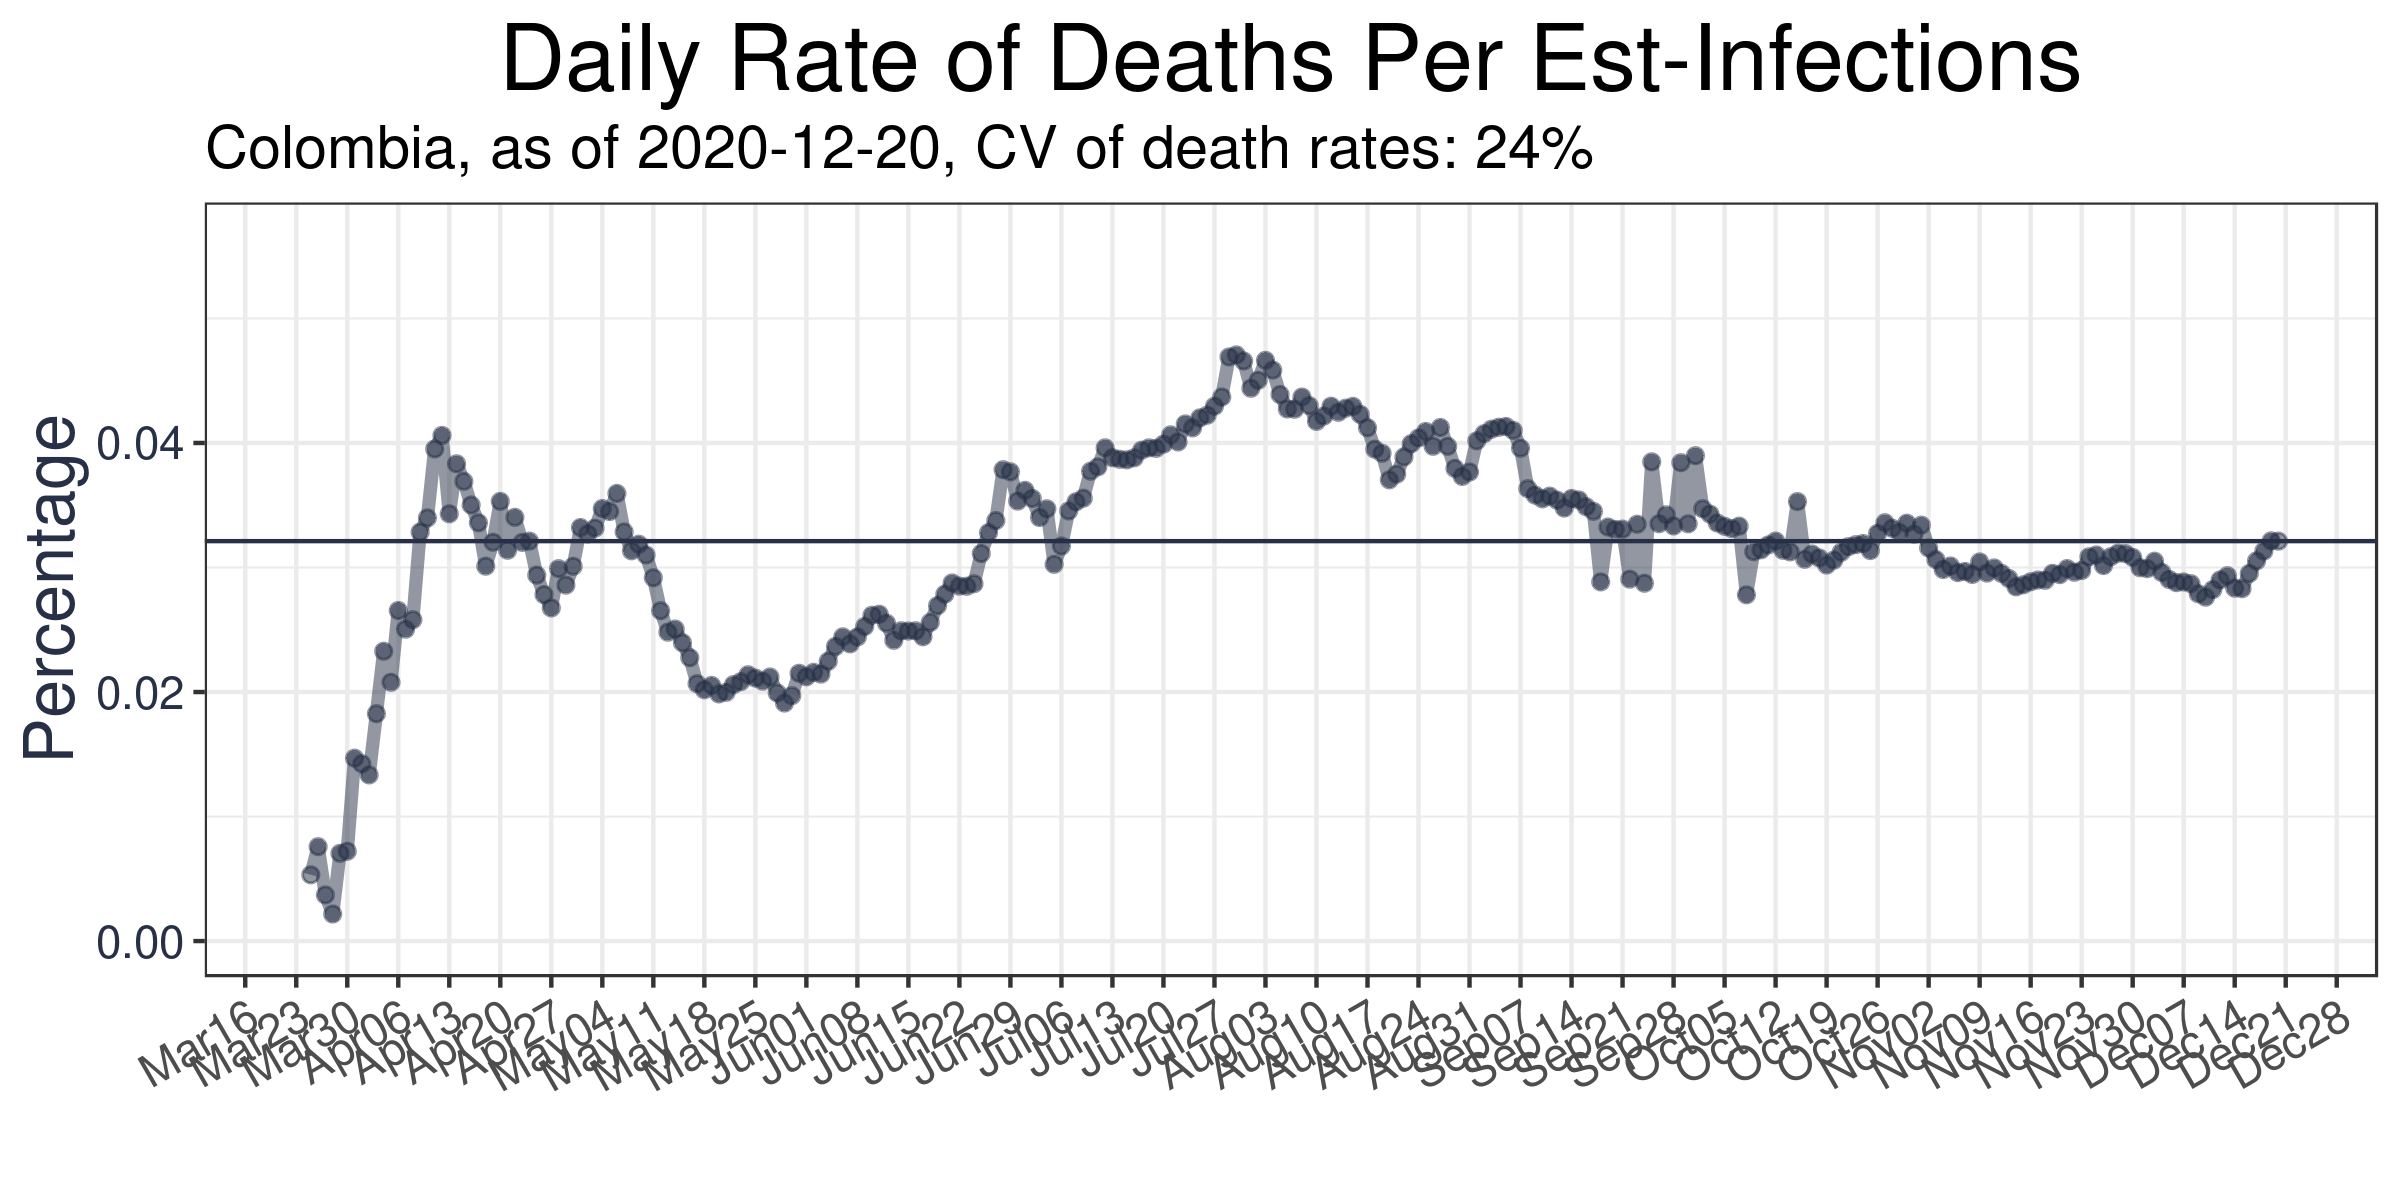 Daily Rate of Deaths Per Est-Infections
Colombia, as of 2020-12-20, CV of death rates: 24%
Percentage
0.04
0.02
0.00
Mar16
Mar23
Mar30
Apr06
Apr13
Apr20
Apr27
May04
May11
May18
May25
Jun01
Jun08
Jun15
Jun22
Jun29
Jul06
Jul13
Jul20
Jul27
Aug03
Aug10
Aug17
Aug24
Aug31
Sep07
Sep14
Sep21
Sep28
Oct05
Oct12
Oct19
Oct26
Nov02
Nov09
Nov16
Nov23
Nov30
Dec07
Dec14
Dec21
Dec28